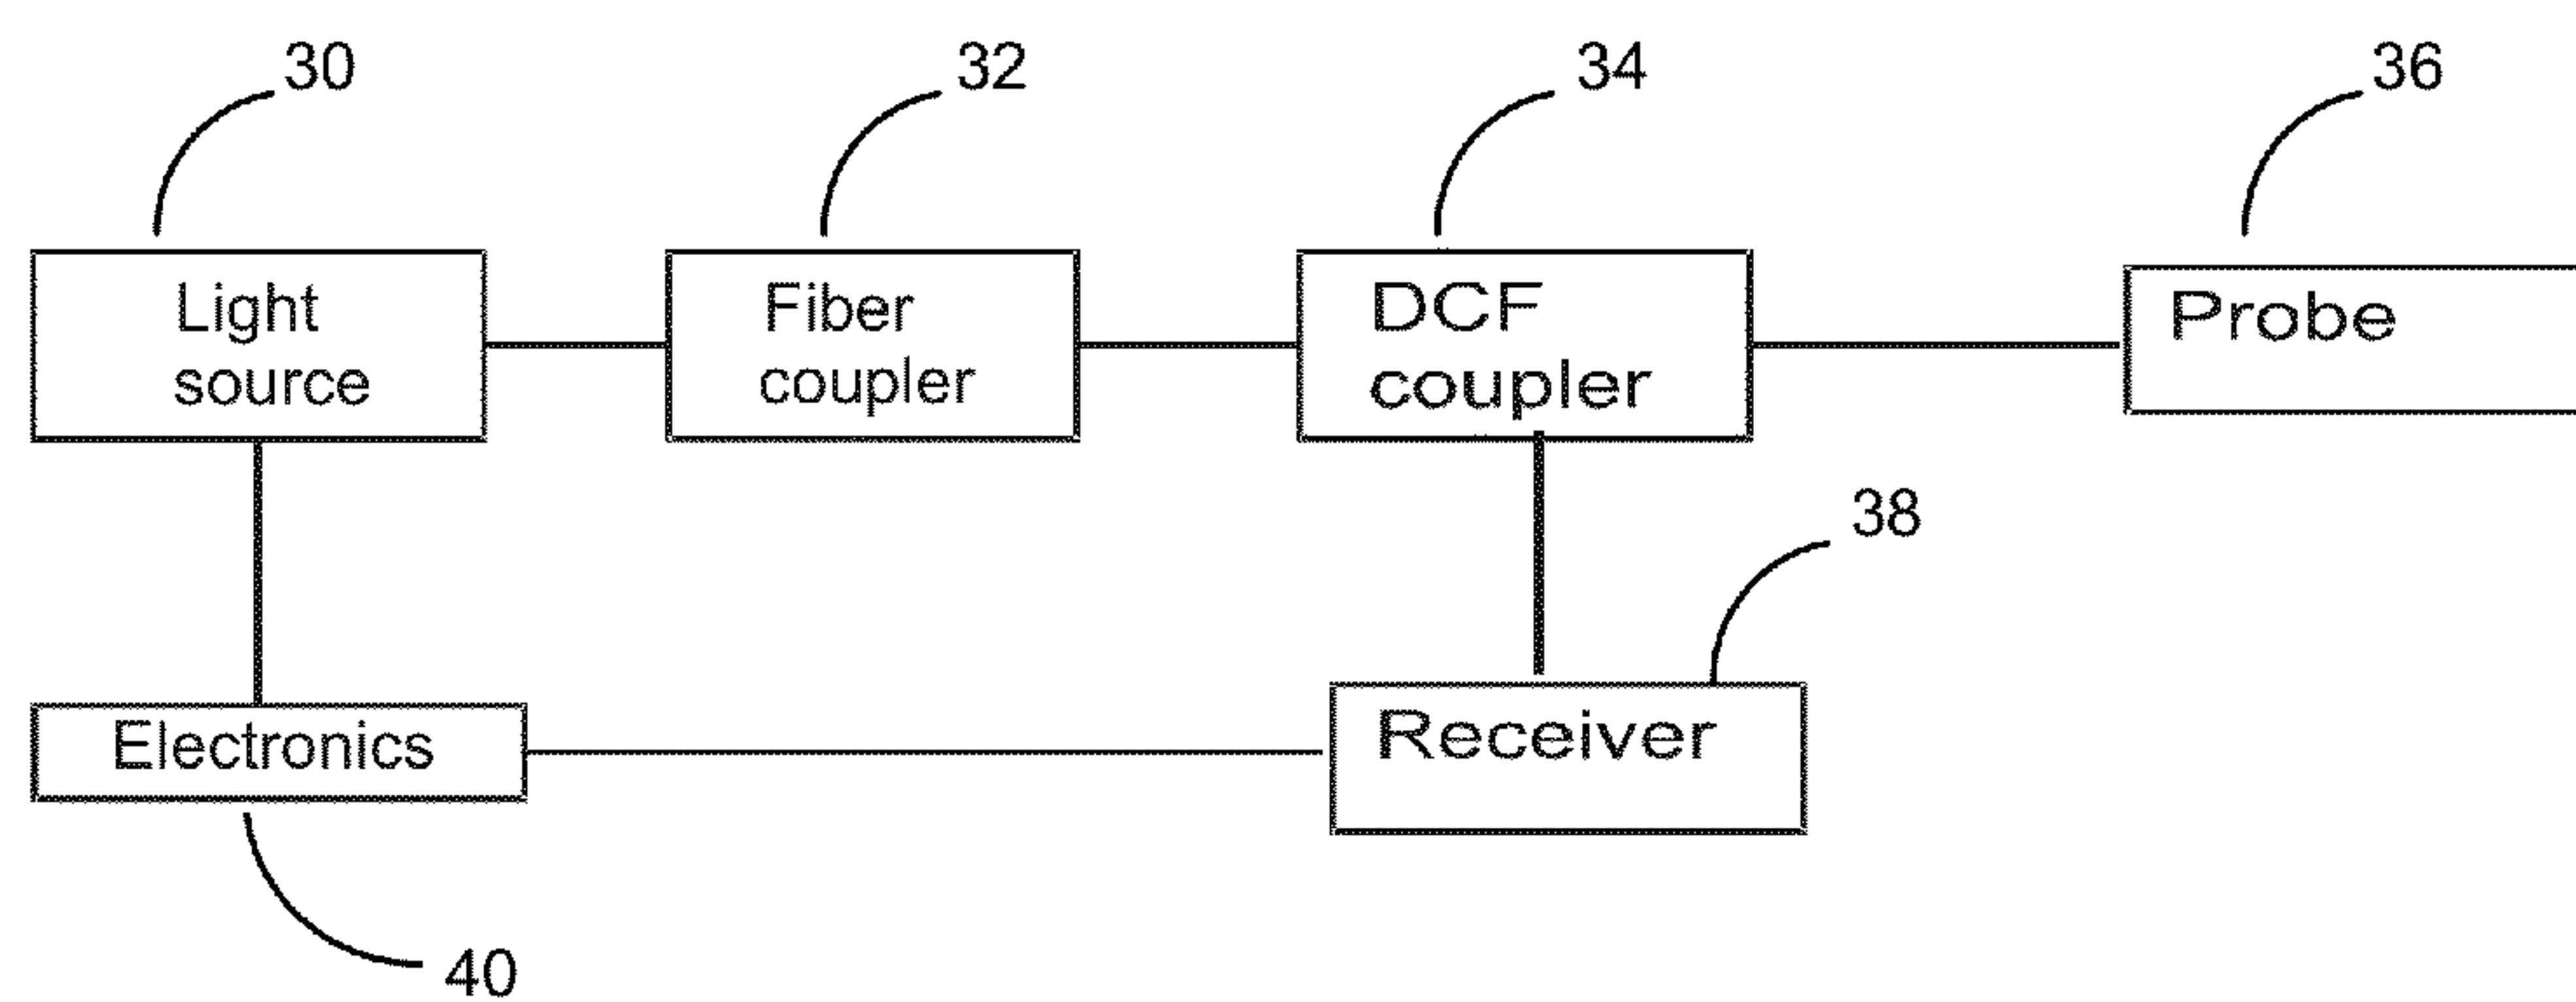 30
32
34
36
Light
source
Fiber
coupler
DCF
coupler
Probe
38
Electronics
Receiver
40